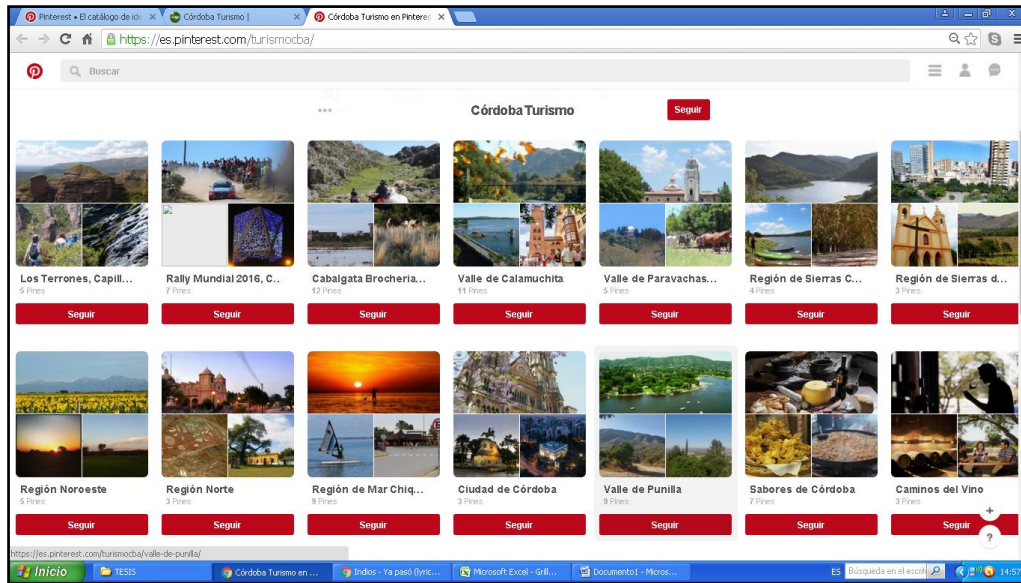 Pinterest • El catálogo de ide
Córdoba Turismo |
Córdoba Turismo en Pinteres
https://es.pinterest.com/turismocba/
Buscar
Córdoba Turismo
Seguir
Los Terrones, Capill...
5 Pines
Seguir
Rally Mundial 2016, C..
7 Pines
Seguir
Cabalgata Brocheria...
12 Pines
Seguir
Valle de Calamuchita
11 Pines
Seguir
Valle de Paravachas...
5 Pines
Seguir
Región de Sierras C...
4 Pines
Seguir
Región de Sierras d...
3 Pines
Seguir
Región Noroeste
5 Pines
Seguir
Región Norte
3 Pines
Seguir
Región de Mar Chiq...
9 Pines
Seguir
Ciudad de Córdoba
3 Pines
Seguir
Valle de Punilla
9 Pines
Seguir
Sabores de Córdoba
7 Pines
Seguir
Caminos del Vino
3 Pines
Seguir
+
?
https://es.pinterest.com/turismocba/valle-de-punilla/
Inicio
TESIS
Córdoba Turismo en ...
Indios - Ya pasó (lyric...
Microsoft Excel - Grill...
Documento1 - Micros...
ES
Búsqueda en el escrit
14:57